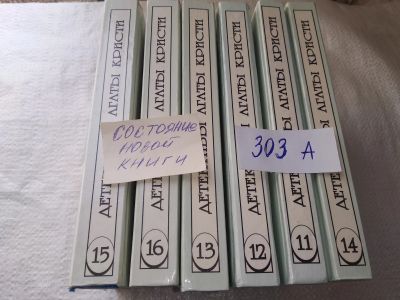 ДЕТЕКТИВЫ АГАТЫ КРИСТИ
ДЕТЕКТИВЫ АГАТЫ КРИСТИ
ДЕТЕКТИВЫ АГАТЫ КРИСТИ
ДЕТЕКТИВЫ АГАТЫ КРИСТИ
ДЕТЕКТИВЫ АГАТЫ КРИСТИ
ДЕТЕКТИВЫ АГАТЫ КРИСТИ
СОСТОЯНИЕ
НОВОЙ
КНИГИ
303 А
15
16
13
12
11
14